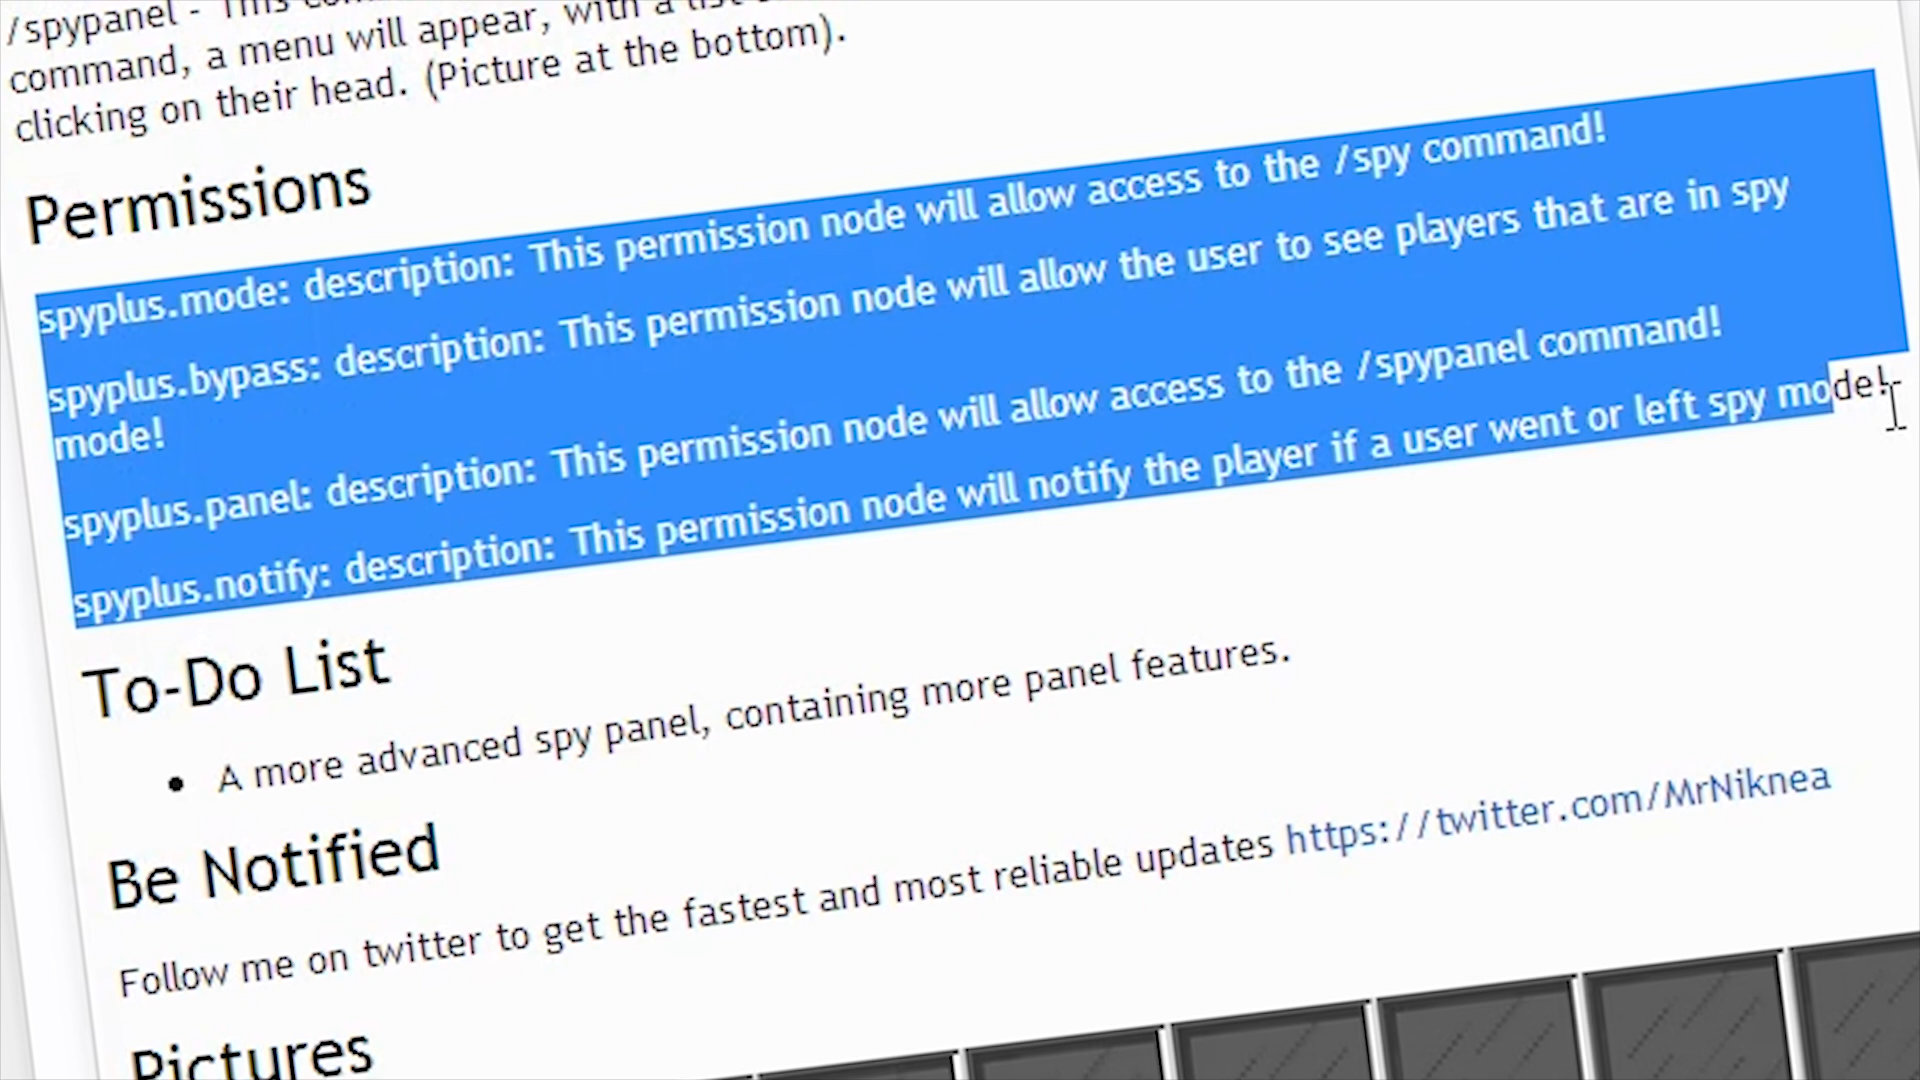 /spypanel - This
command, a menu will appear, with a list
clicking on their head. (Picture at the bottom).
Permissions
spyplus.mode: description: This permission node will allow access to the /spy command!
spyplus.bypass: description: This permission node will allow the user to see players that are in spy
mode!
spyplus.panel: description: This permission node will allow access to the /spypanel command!
spyplus.notify: description: This permission node will notify the player if a user went or left spy mode!
To-Do List
• A more advanced spy panel, containing more panel features.
Be Notified
Follow me on twitter to get the fastest and most reliable updates https://twitter.com/MrNiknea
Pictures